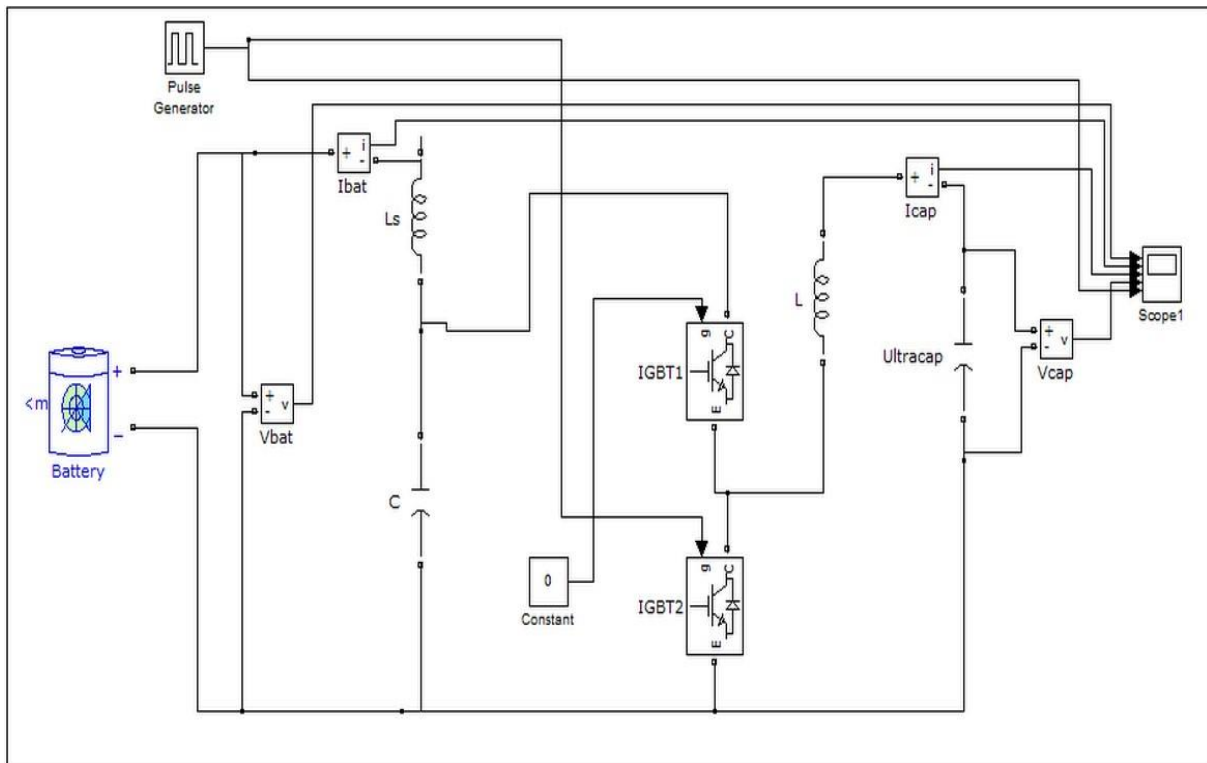 Pulse
Generator
+
i
-
Ibat
Ls
+
i
-
Icap
L
Scope1
g
C
IGBT1
E
Ultracap
+
-
v
Vcap
+
<m
−
Battery
+
-
v
Vbat
C
0
Constant
g
C
IGBT2
E